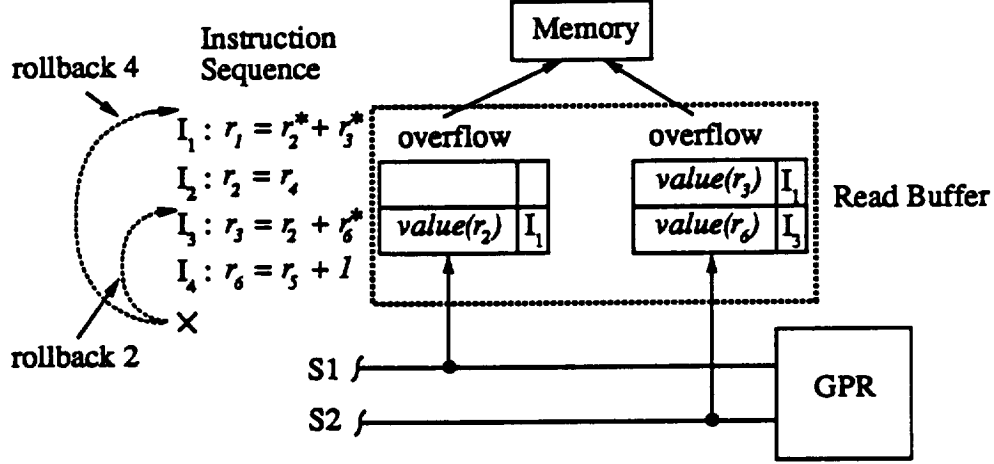 Memory
Instruction
Sequence
rollback 4
I₁ : r₁ = r₂* + r₃*
I₂ : r₂ = r₄
I₃ : r₃ = r₂ + r₆*
I₄ : r₆ = r₅ + 1
×
rollback 2
overflow
value(r₂) I₁
overflow
value(r₃) I₁
value(r₆) I₃
Read Buffer
S1
S2
GPR